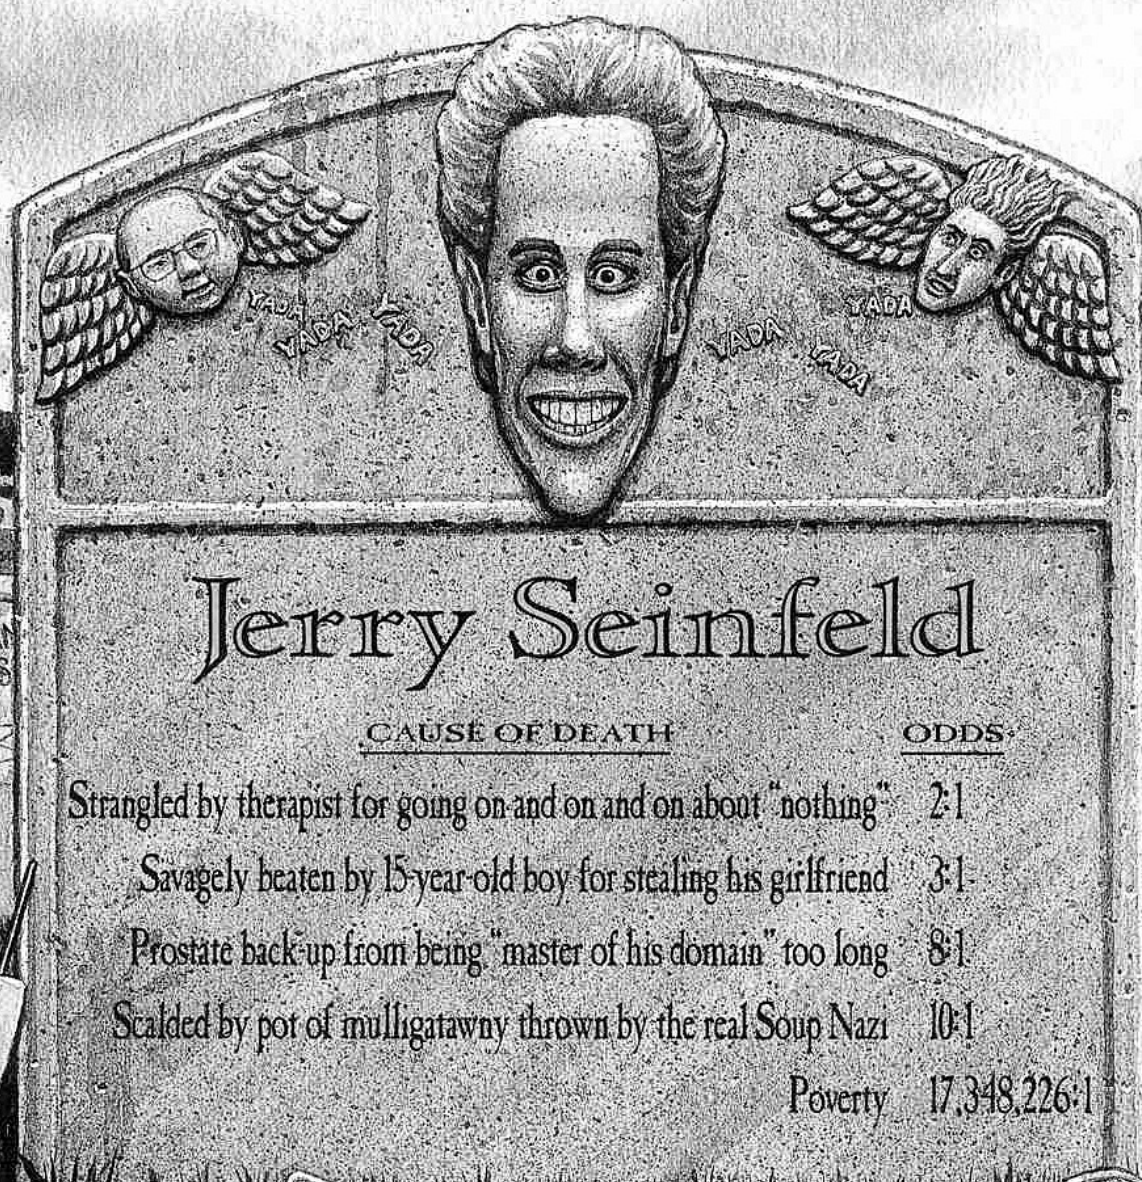 YADA YADA YADA YADA YADA YADA
Jerry Seinfeld
CAUSE OF DEATH ODDS
Strangled by therapist for going on and on and on about "nothing" 2:1
Savagely beaten by 15-year-old boy for stealing his girlfriend 3:1
Prostate back-up from being "master of his domain" too long 8:1
Scalded by pot of mulligatawny thrown by the real Soup Nazi 10:1
Poverty 17,348,226:1